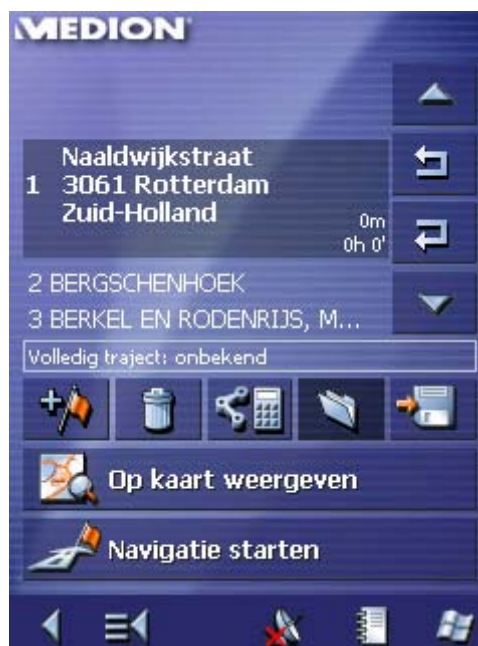 MEDION
Naaldwijkstraat
1 3061 Rotterdam
Zuid-Holland
0m
0h 0'
2 BERGSCHENHOEK
3 BERKEL EN RODENRIJS, M...
Volledig traject: onbekend
Op kaart weergeven
Navigatie starten